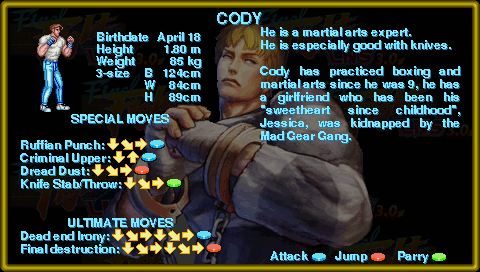 CODY
Birthdate April 18
Height 1.80 m
Weight 85 kg
3-size B 124cm
W 84cm
H 89cm
He is a martial arts expert.
He is especially good with knives.
Cody has practiced boxing and
martial arts since he was 9, he has
a girlfriend who has been his
"sweetheart since childhood",
Jessica, was kidnapped by the
Mad Gear Gang.
SPECIAL MOVES
Ruffian Punch:
Criminal Upper:
Dread Dust:
Knife Stab/Throw:
ULTIMATE MOVES
Dead end Irony:
Final destruction:
Attack Jump Parry